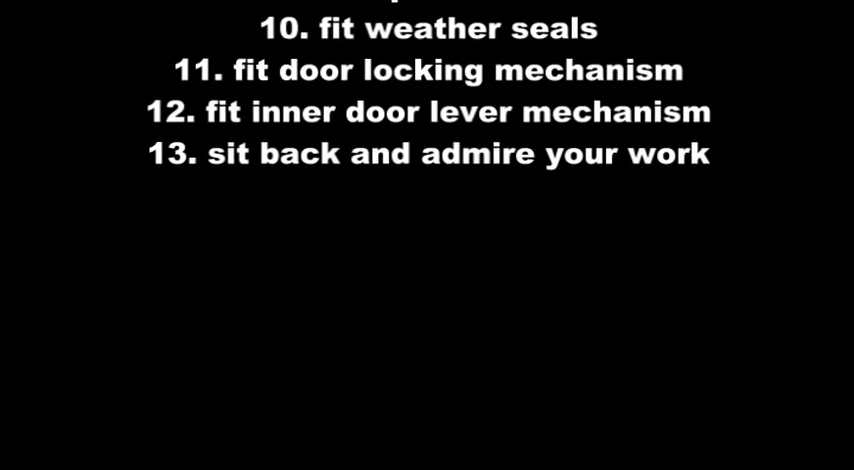 10. fit weather seals
11. fit door locking mechanism
12. fit inner door lever mechanism
13. sit back and admire your work